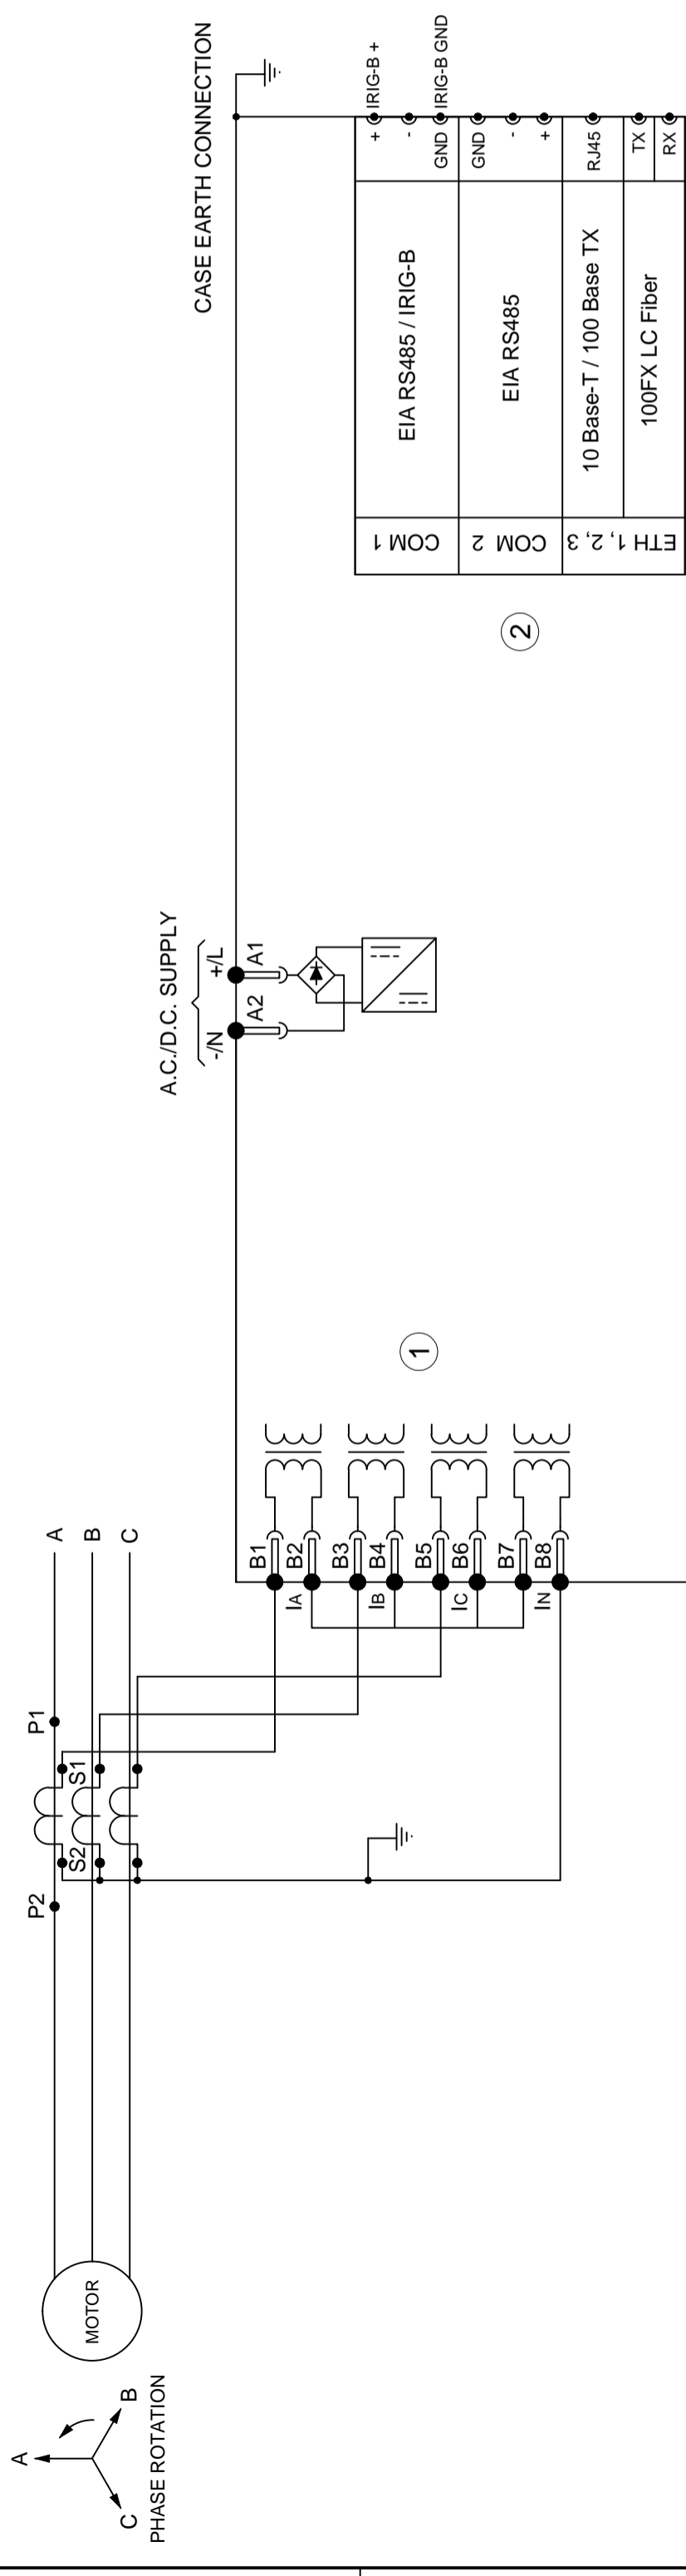 A
B
C
PHASE ROTATION
MOTOR
P2
P1
A
B
C
S2
S1
B1
IA
B2
B3
IB
B4
B5
IC
B6
B7
IN
B8
1
A.C./D.C. SUPPLY
-/N
+/L
A2
A1
CASE EARTH CONNECTION
2
COM 1
EIA RS485 / IRIG-B
+
IRIG-B +
-
GND
IRIG-B GND
COM 2
EIA RS485
GND
-
+
ETH 1, 2, 3
10 Base-T / 100 Base TX
RJ45
100FX LC Fiber
TX
RX